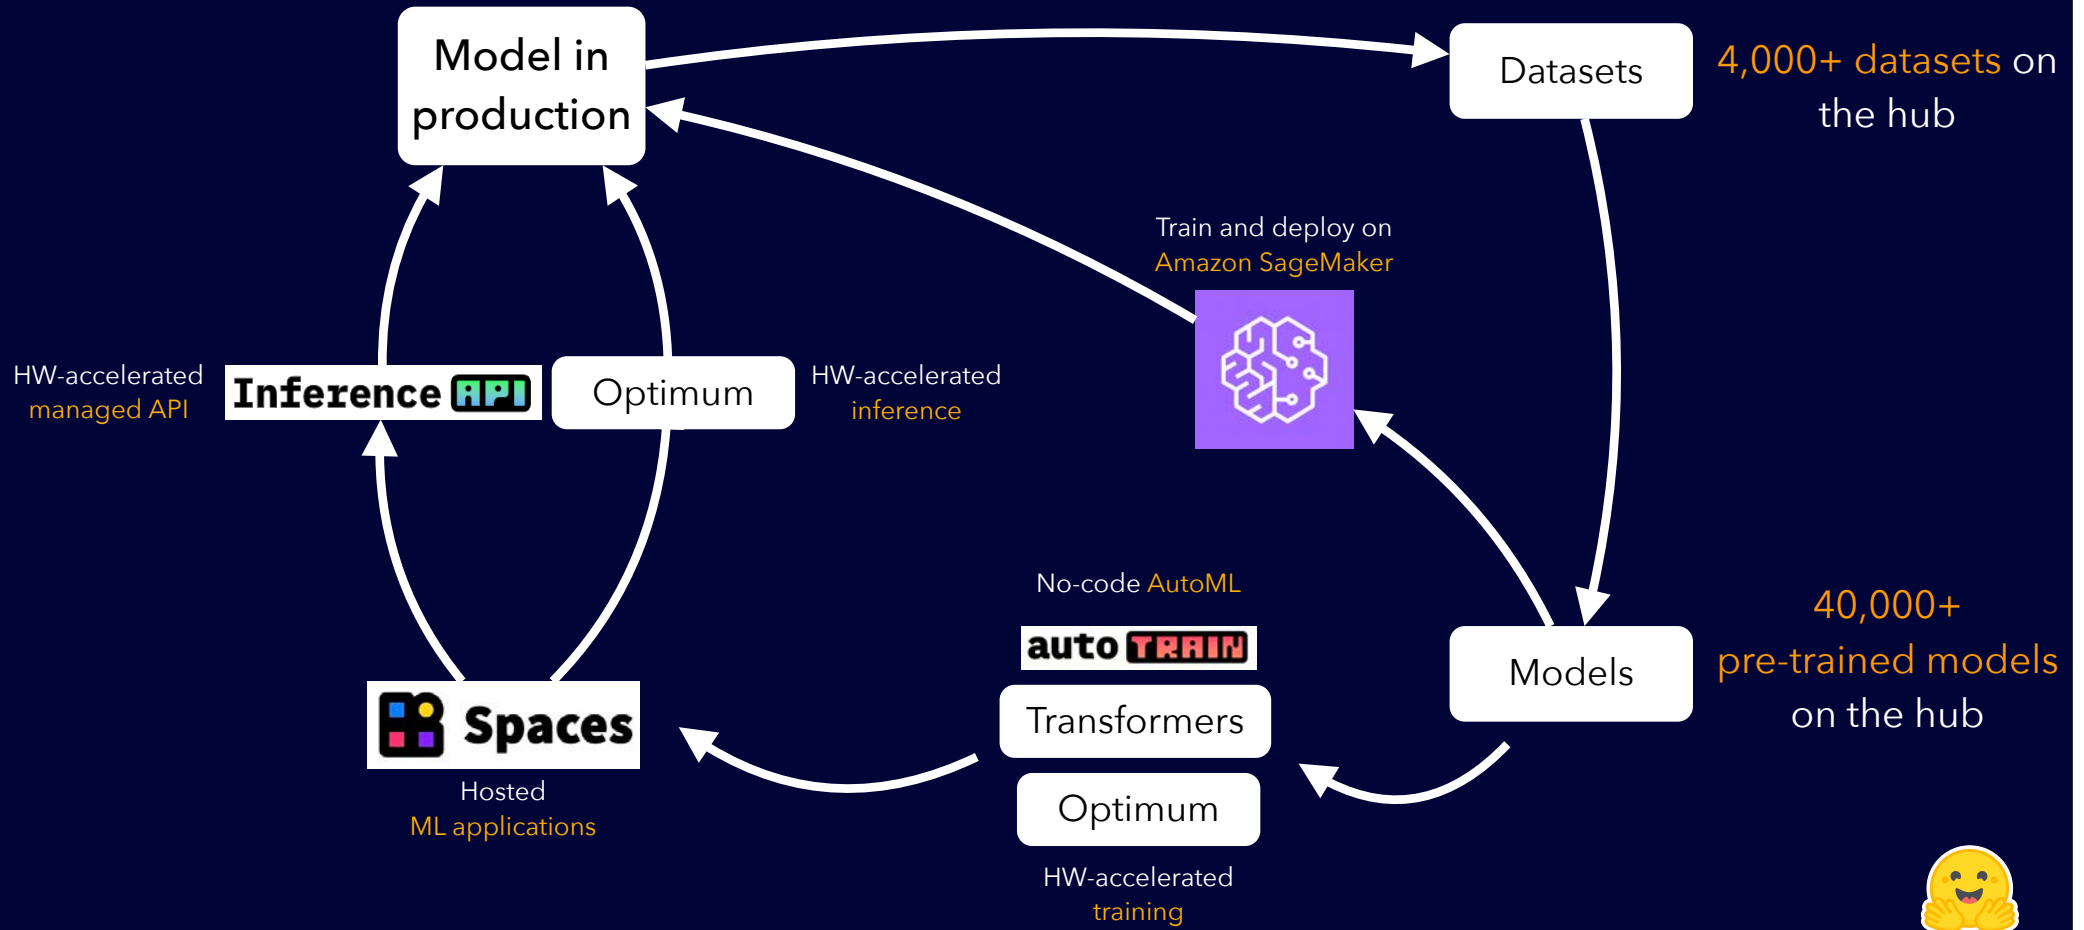 Model in
production
Datasets
4,000+ datasets on
the hub
Train and deploy on
Amazon SageMaker
HW-accelerated
managed API
Inference API
Optimum
HW-accelerated
inference
No-code AutoML
auto TRAIN
Transformers
Optimum
HW-accelerated
training
Models
40,000+
pre-trained models
on the hub
Spaces
Hosted
ML applications